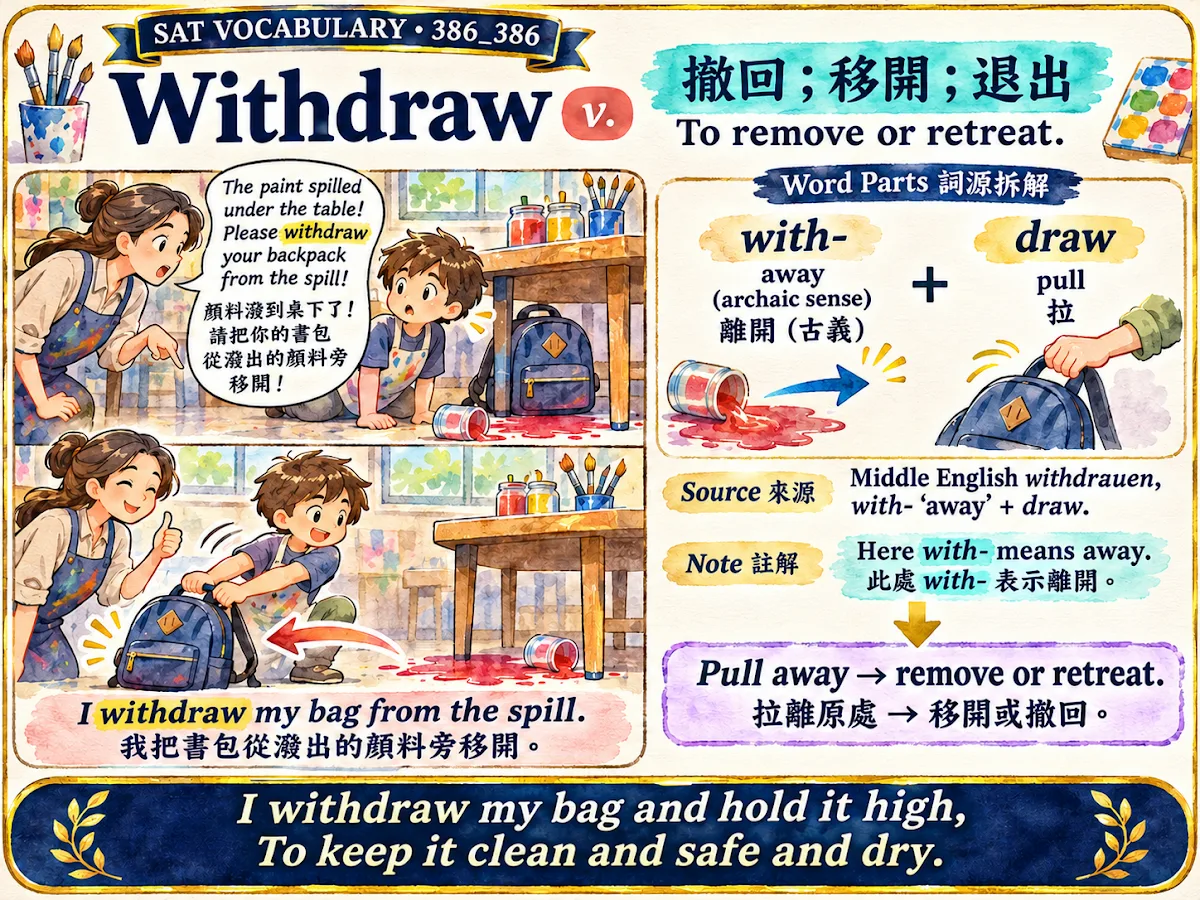 SAT VOCABULARY • 386_386
Withdraw v.
撤回；移開；退出
To remove or retreat.
The paint spilled
under the table!
Please withdraw
your backpack
from the spill!
顏料潑到桌下了！
請把你的書包
從潑出的顏料旁
移開！
I withdraw my bag from the spill.
我把書包從潑出的顏料旁移開。
Word Parts 詞源拆解
with-
away
(archaic sense)
離開（古義）
+
draw
pull
拉
Source 來源
Middle English withdrauen,
with- ‘away’ + draw.
Note 註解
Here with- means away.
此處 with- 表示離開。
Pull away → remove or retreat.
拉離原處 → 移開或撤回。
I withdraw my bag and hold it high,
To keep it clean and safe and dry.